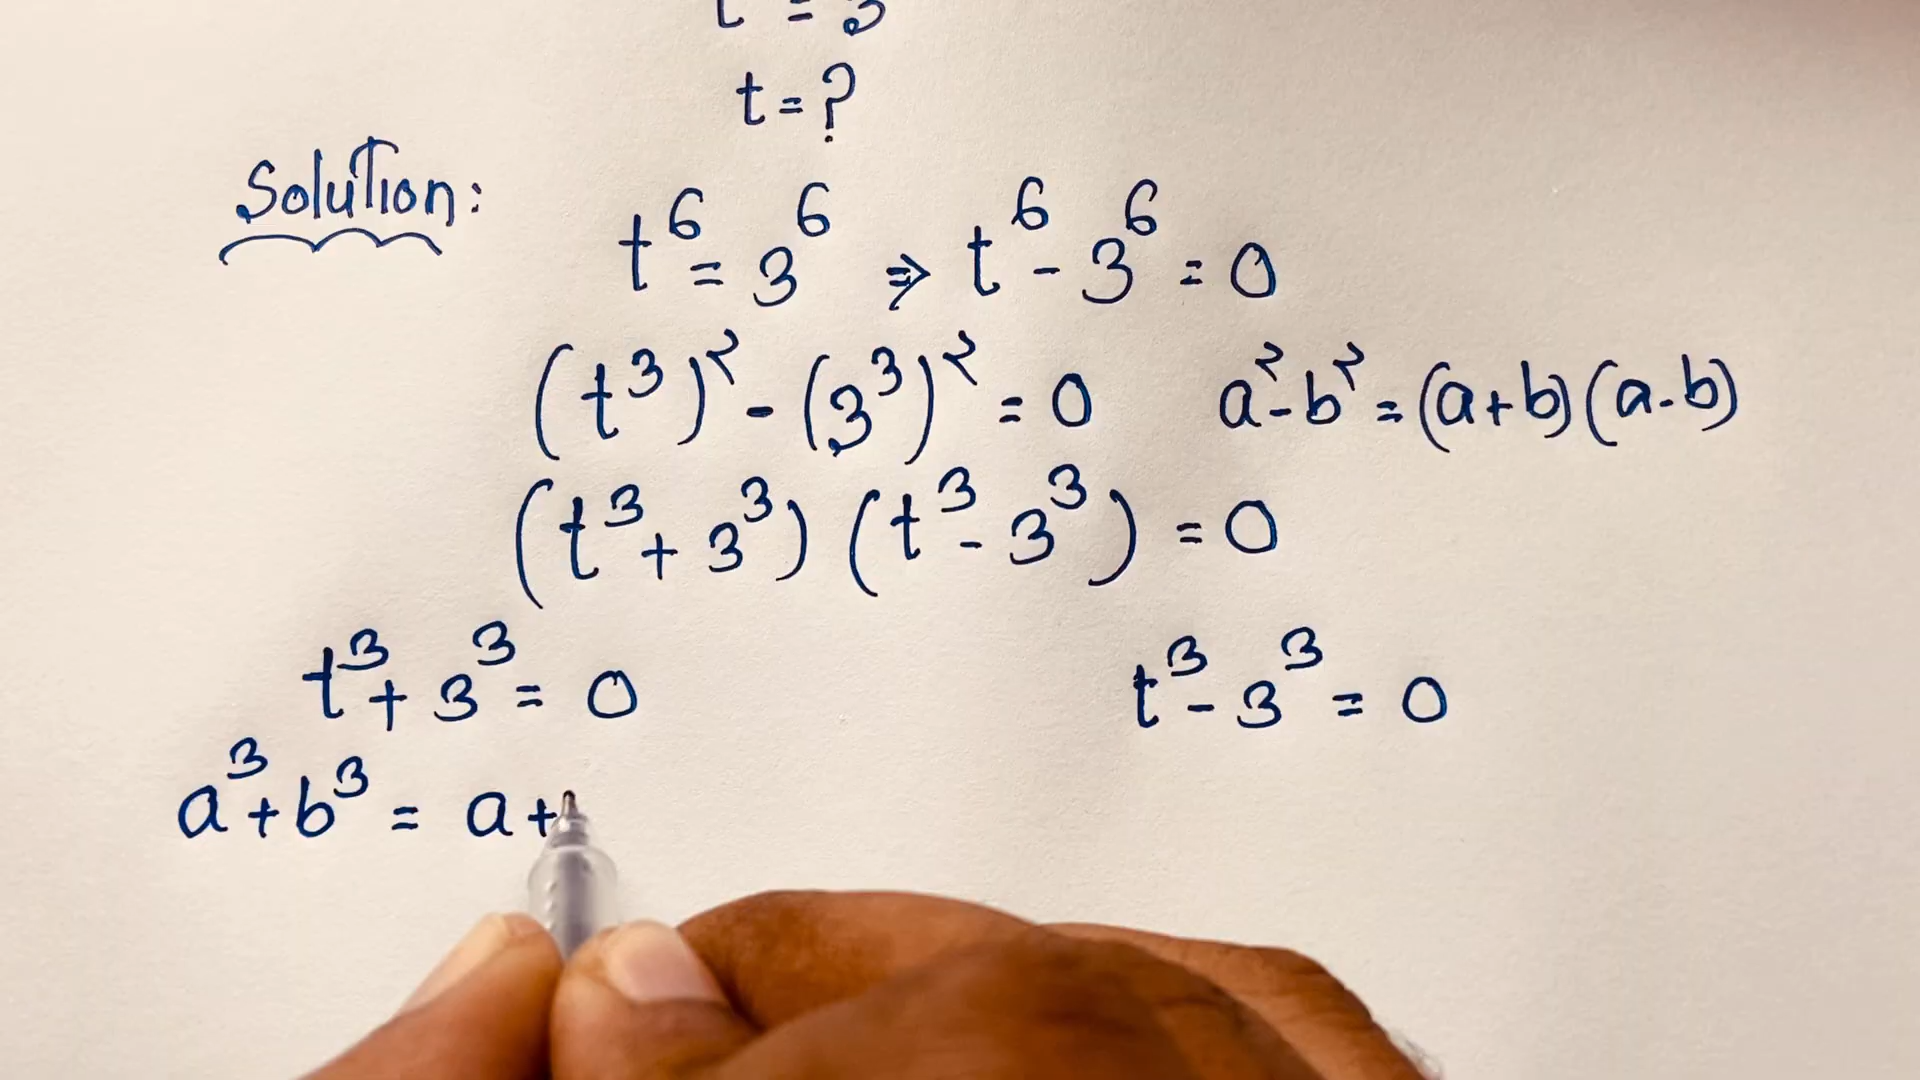 t = 3
t = ?
Solution:
t⁶ = 3⁶ ⇒ t⁶ - 3⁶ = 0
(t³)² - (3³)² = 0 a² - b² = (a+b)(a-b)
(t³ + 3³)(t³ - 3³) = 0
t³ + 3³ = 0 t³ - 3³ = 0
a³ + b³ = a +